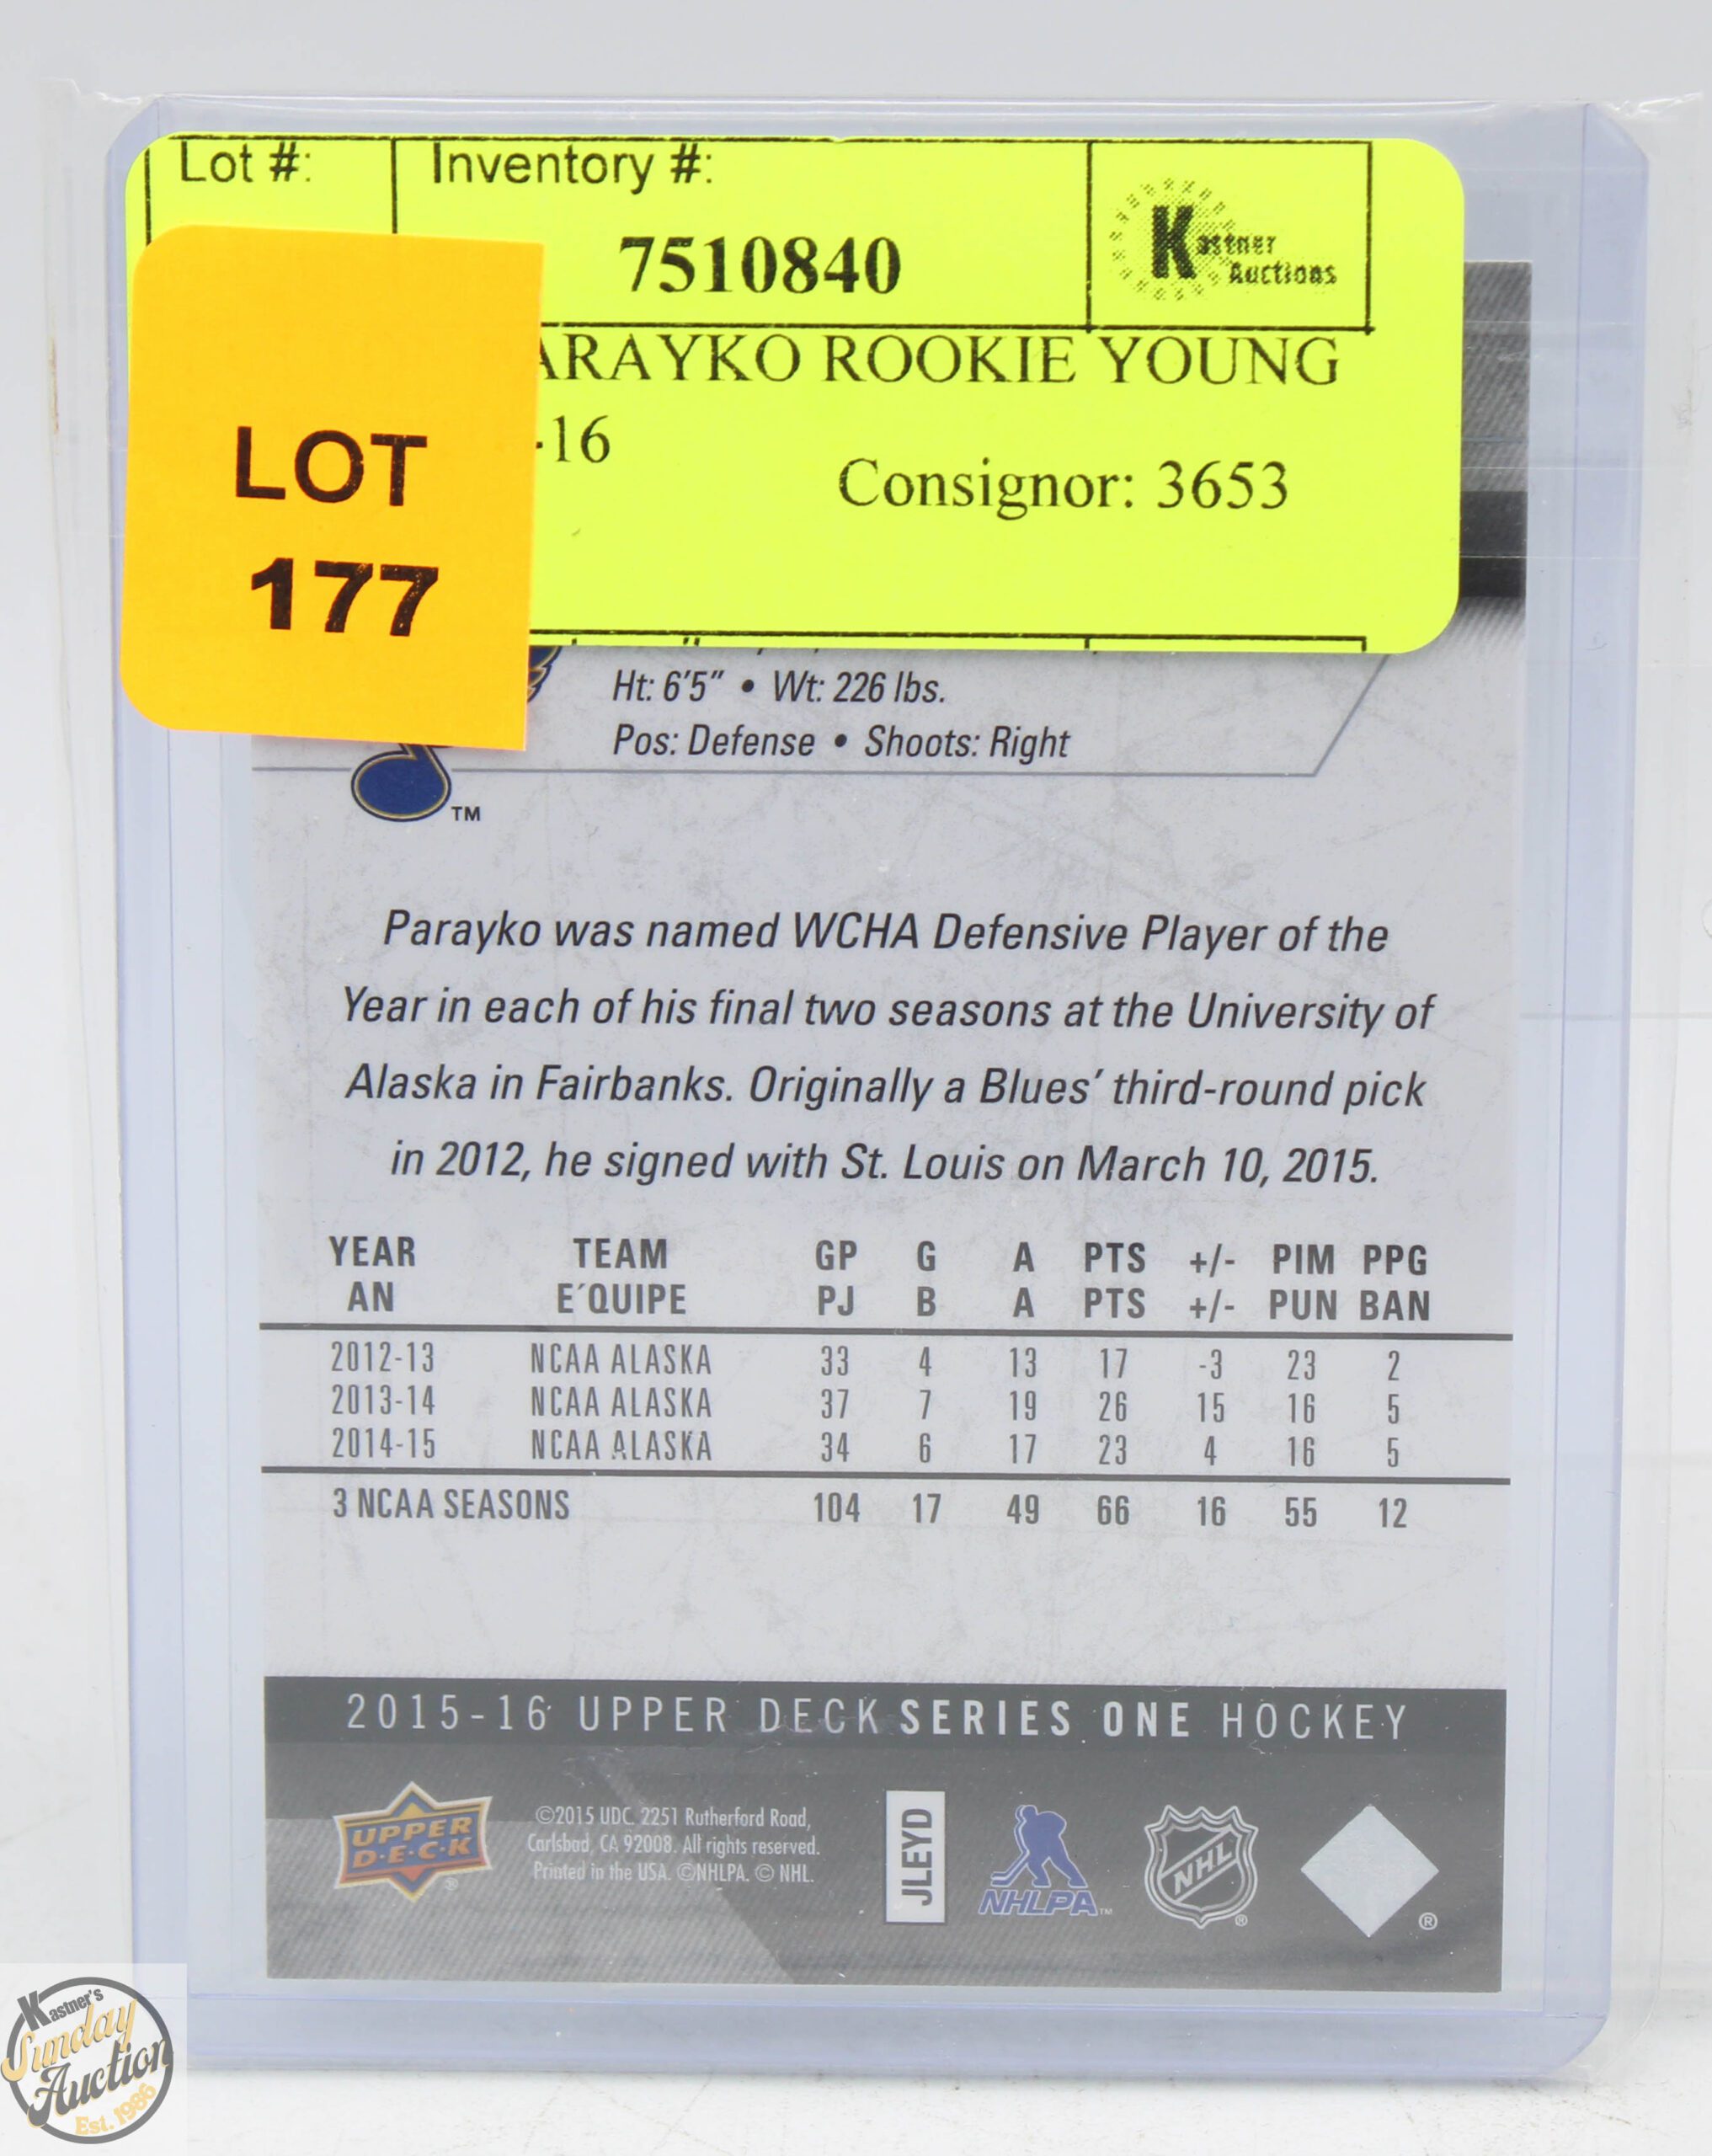 Lot #:
Inventory #:
7510840
Kastner
Auctions
ARAYKO ROOKIE YOUNG
-16
Consignor: 3653
LOT
177
Ht: 6'5" • Wt: 226 lbs.
Pos: Defense • Shoots: Right
TM
Parayko was named WCHA Defensive Player of the
Year in each of his final two seasons at the University of
Alaska in Fairbanks. Originally a Blues' third-round pick
in 2012, he signed with St. Louis on March 10, 2015.
YEAR TEAM GP G A PTS +/- PIM PPG
AN E´QUIPE PJ B A PTS +/- PUN BAN
2012-13 NCAA ALASKA 33 4 13 17 -3 23 2
2013-14 NCAA ALASKA 37 7 19 26 15 16 5
2014-15 NCAA ALASKA 34 6 17 23 4 16 5
3 NCAA SEASONS 104 17 49 66 16 55 12
2015-16 UPPER DECK SERIES ONE HOCKEY
UPPER
D·E·C·K
®
©2015 UDC. 2251 Rutherford Road,
Carlsbad, CA 92008. All rights reserved.
Printed in the USA. ©NHLPA. © NHL.
JLEYD
NHLPA TM
NHL
®
®
Kastner's
Sunday
Auction
Est. 1986